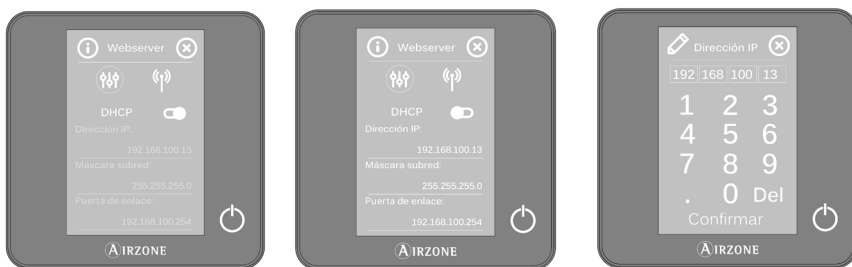 Webserver
DHCP
Dirección IP:
192.168.100.13
Máscara subred:
255.255.255.0
Puerta de enlace:
192.168.100.254
AIRZONE
Webserver
DHCP
Dirección IP:
192.168.100.13
Máscara subred:
255.255.255.0
Puerta de enlace:
192.168.100.254
AIRZONE
Dirección IP
192 168 100 13
1 2 3
4 5 6
7 8 9
. 0 Del
Confirmar
AIRZONE